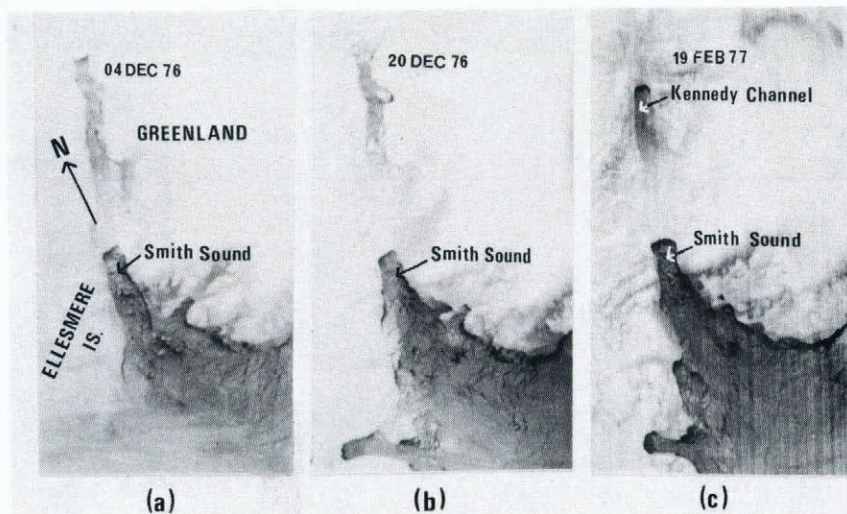 04 DEC 76
GREENLAND
N
Smith Sound
ELLESMERE
IS.
(a)
20 DEC 76
Smith Sound
(b)
19 FEB 77
Kennedy Channel
Smith Sound
(c)